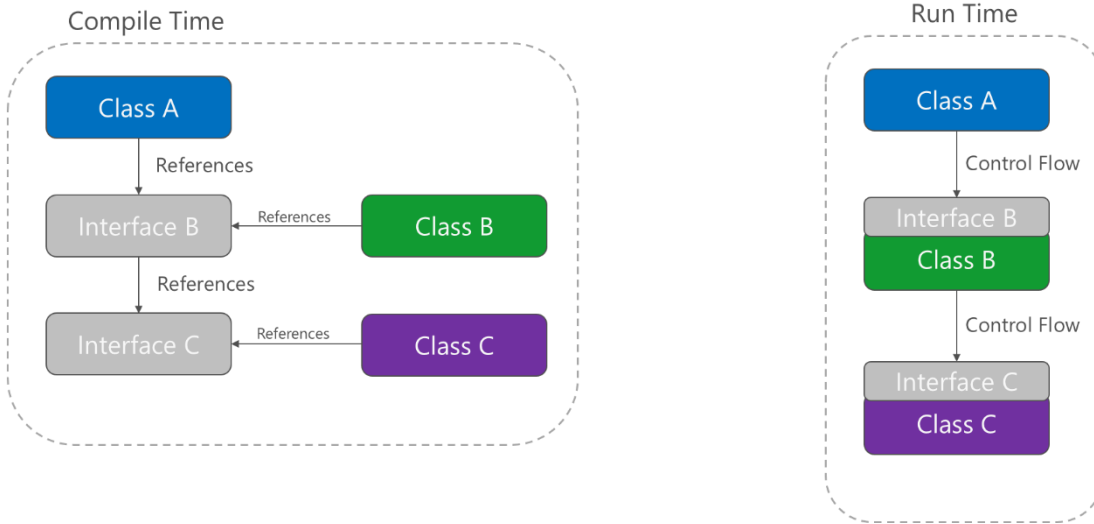 Compile Time
Class A
References
Interface B
References
Class B
References
Interface C
References
Class C
Run Time
Class A
Control Flow
Interface B
Class B
Control Flow
Interface C
Class C